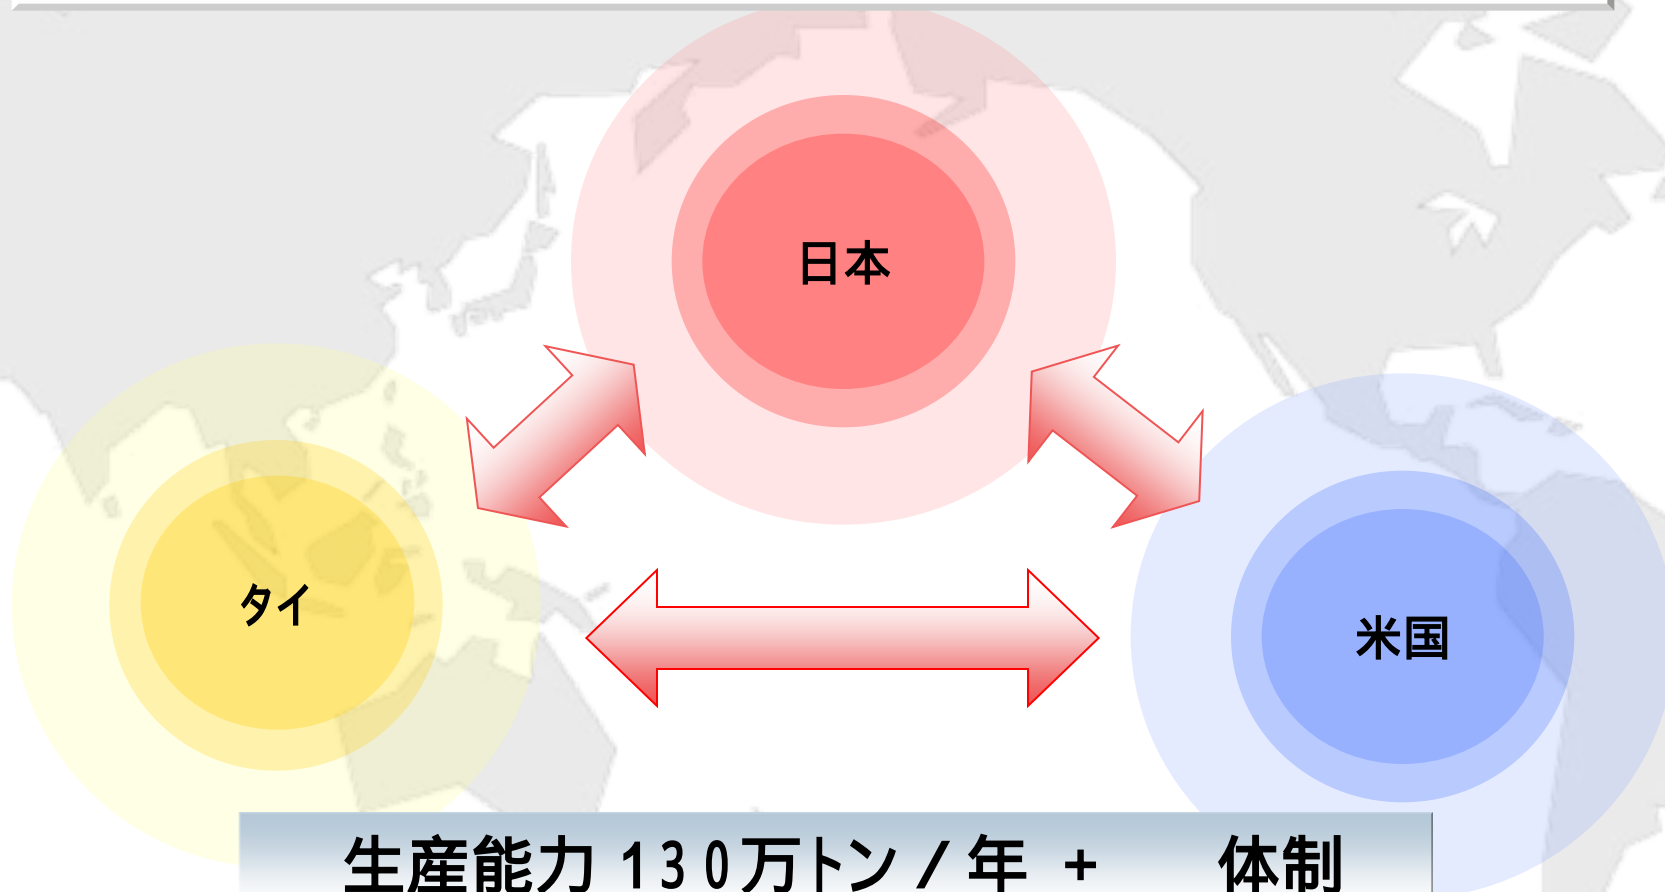 日本
タイ
米国
生産能力 130万トン / 年 + 体制